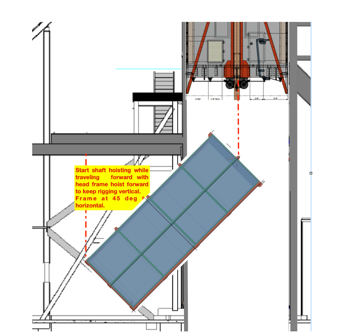 Start shaft hoisting while
traveling forward with
head frame hoist forward
to keep rigging vertical.
Frame at 45 deg +
horizontal.